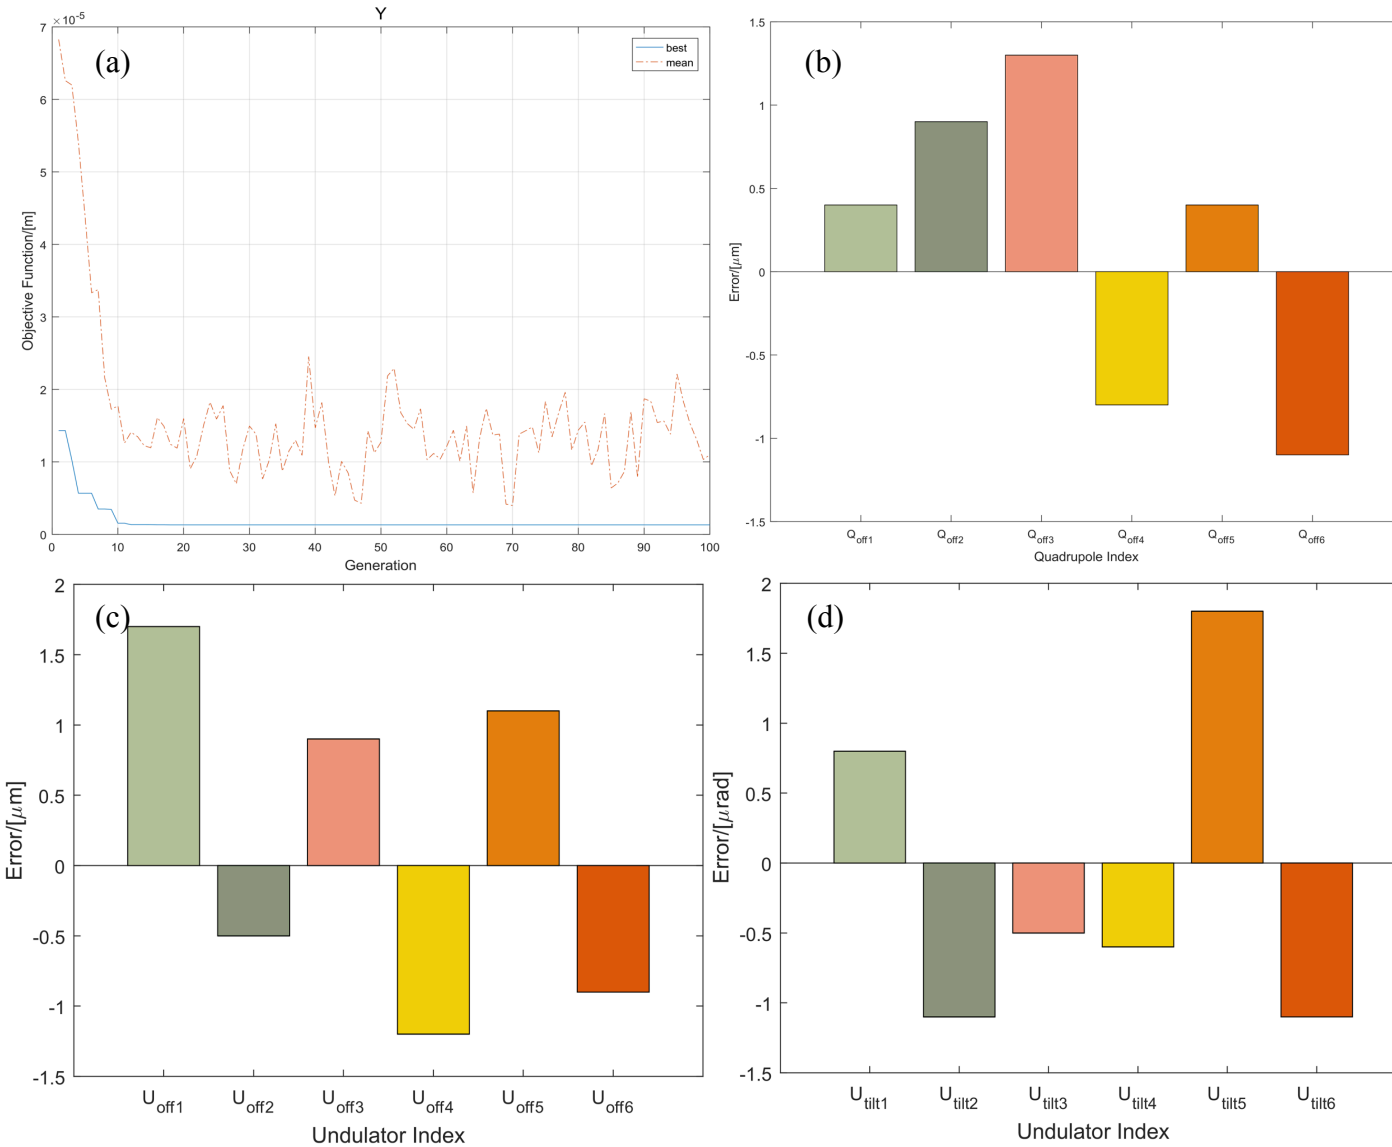 Y
×10⁻⁵
(a)
best
mean
7
6
5
4
3
2
1
0
Objective Function/[m]
0 10 20 30 40 50 60 70 80 90 100
Generation
(b)
1.5
1
0.5
0
-0.5
-1
-1.5
Error/[μm]
Q_off1 Q_off2 Q_off3 Q_off4 Q_off5 Q_off6
Quadrupole Index
(c)
2
1.5
1
0.5
0
-0.5
-1
-1.5
Error/[μm]
U_off1 U_off2 U_off3 U_off4 U_off5 U_off6
Undulator Index
(d)
2
1.5
1
0.5
0
-0.5
-1
-1.5
Error/[μrad]
U_tilt1 U_tilt2 U_tilt3 U_tilt4 U_tilt5 U_tilt6
Undulator Index